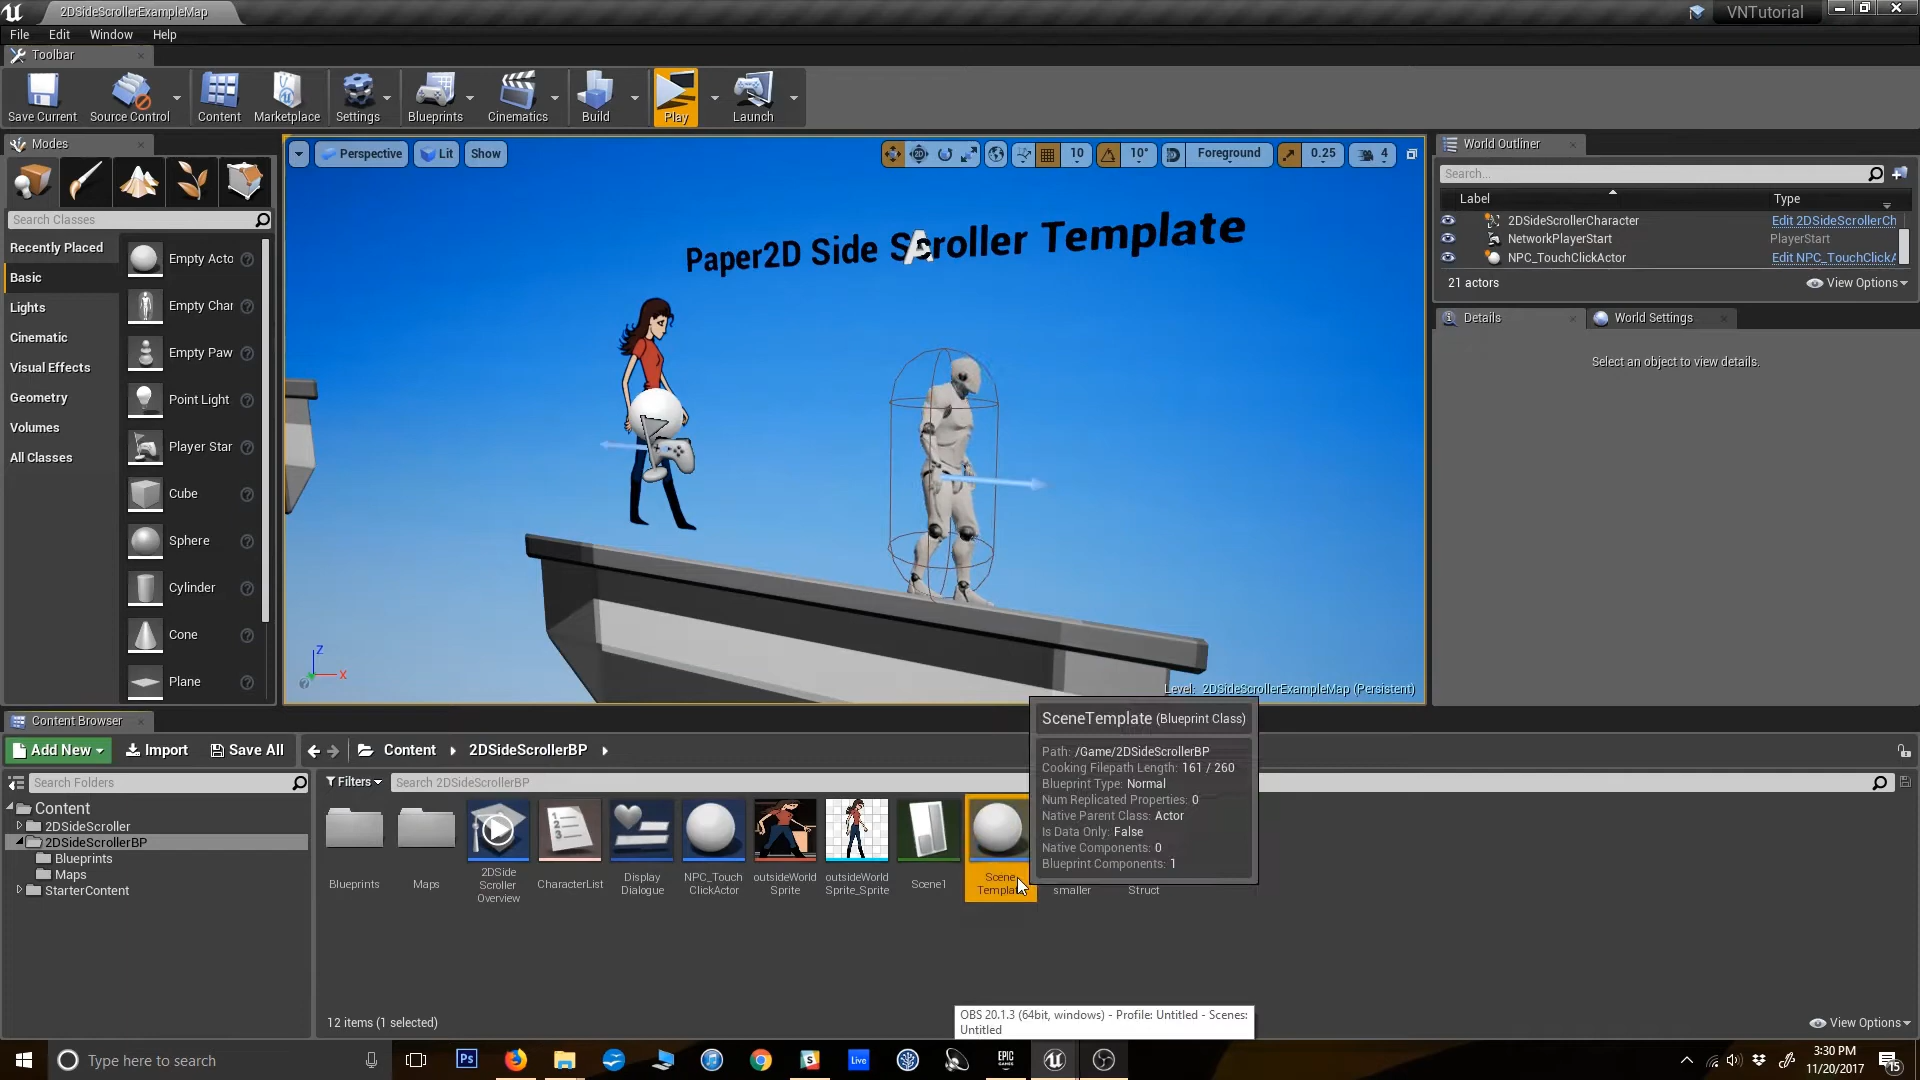 2DSideScrollerExampleMap
VNTutorial
File Edit Window Help
Toolbar
Save Current
Source Control
Content
Marketplace
Settings
Blueprints
Cinematics
Build
Play
Launch
Modes
Search Classes
Recently Placed
Basic
Lights
Cinematic
Visual Effects
Geometry
Volumes
All Classes
Empty Acto
Empty Char
Empty Paw
Point Light
Player Star
Cube
Sphere
Cylinder
Cone
Plane
Perspective
Lit
Show
10
10°
Foreground
0.25
4
Paper2D Side Scroller Template
A
Z
X
Level: 2DSideScrollerExampleMap (Persistent)
World Outliner
Search...
Label Type
2DSideScrollerCharacter Edit 2DSideScrollerCh
NetworkPlayerStart PlayerStart
NPC_TouchClickActor Edit NPC_TouchClickA
21 actors
View Options
Details
World Settings
Select an object to view details.
Content Browser
Add New
Import
Save All
Content
2DSideScrollerBP
Search Folders
Filters
Search 2DSideScrollerBP
Content
2DSideScroller
2DSideScrollerBP
Blueprints
Maps
StarterContent
Blueprints
Maps
2DSide
Scroller
Overview
CharacterList
Display
Dialogue
NPC_Touch
ClickActor
outsideWorld
Sprite
outsideWorld
Sprite_Sprite
Scene1
Scene
smaller
Struct
SceneTemplate (Blueprint Class)
Path: /Game/2DSideScrollerBP
Cooking Filepath Length: 161 / 260
Blueprint Type: Normal
Num Replicated Properties: 0
Native Parent Class: Actor
Is Data Only: False
Native Components: 0
Blueprint Components: 1
12 items (1 selected)
View Options
OBS 20.1.3 (64bit, windows) - Profile: Untitled - Scenes:
Untitled
Type here to search
Ps
S
Live
EPIC
GAMES
3:30 PM
11/20/2017
15